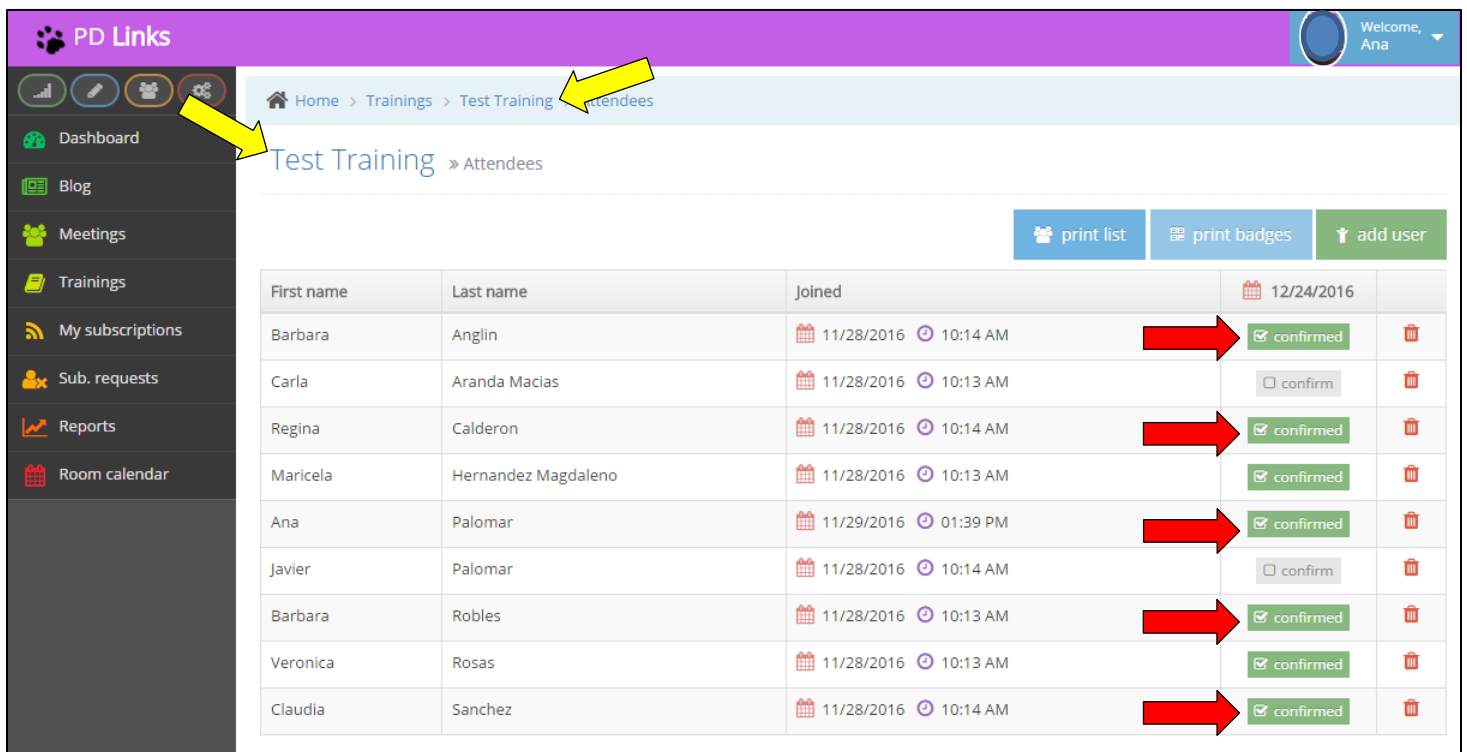 PD Links
Welcome,
Ana
Home > Trainings > Test Training > Attendees
Dashboard
Blog
Meetings
Trainings
My subscriptions
Sub. requests
Reports
Room calendar
Test Training » Attendees
print list print badges add user
First name Last name Joined 12/24/2016
Barbara Anglin 11/28/2016 10:14 AM confirmed
Carla Aranda Macias 11/28/2016 10:13 AM confirm
Regina Calderon 11/28/2016 10:14 AM confirmed
Maricela Hernandez Magdaleno 11/28/2016 10:13 AM confirmed
Ana Palomar 11/29/2016 01:39 PM confirmed
Javier Palomar 11/28/2016 10:14 AM confirm
Barbara Robles 11/28/2016 10:13 AM confirmed
Veronica Rosas 11/28/2016 10:13 AM confirmed
Claudia Sanchez 11/28/2016 10:14 AM confirmed